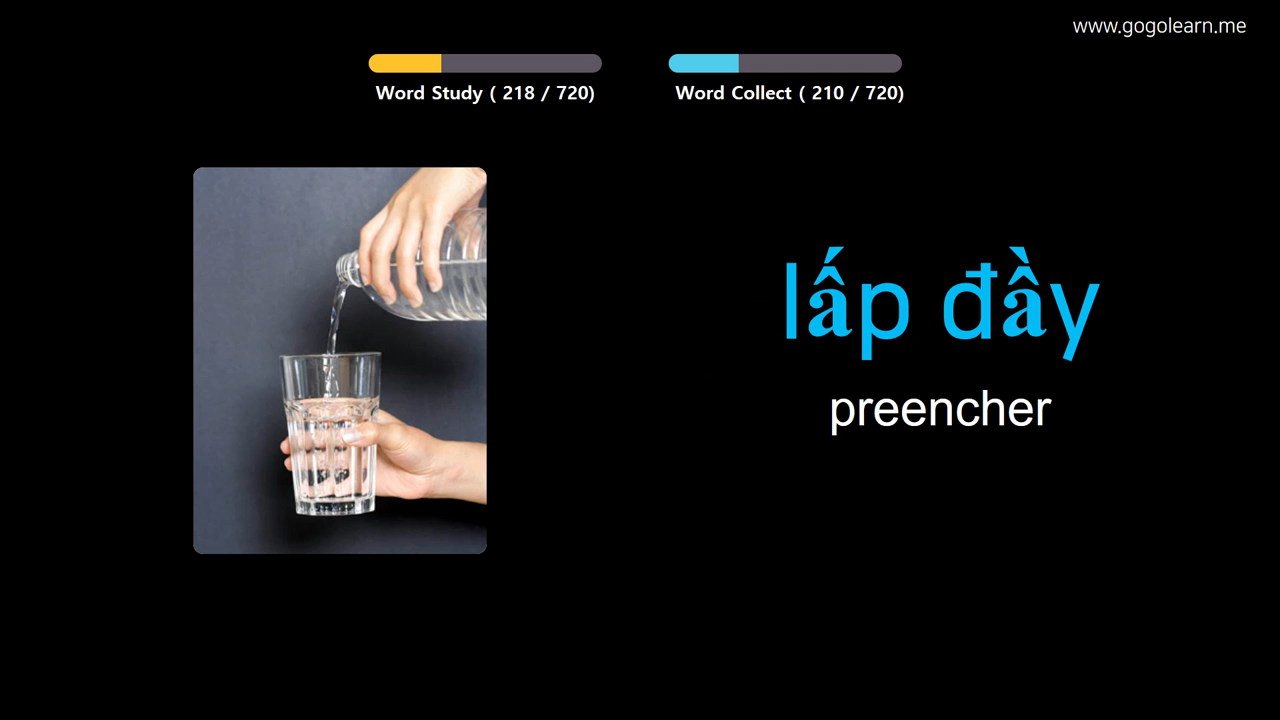 www.gogolearn.me
Word Study ( 218 / 720)
Word Collect ( 210 / 720)
lấp đầy
preencher